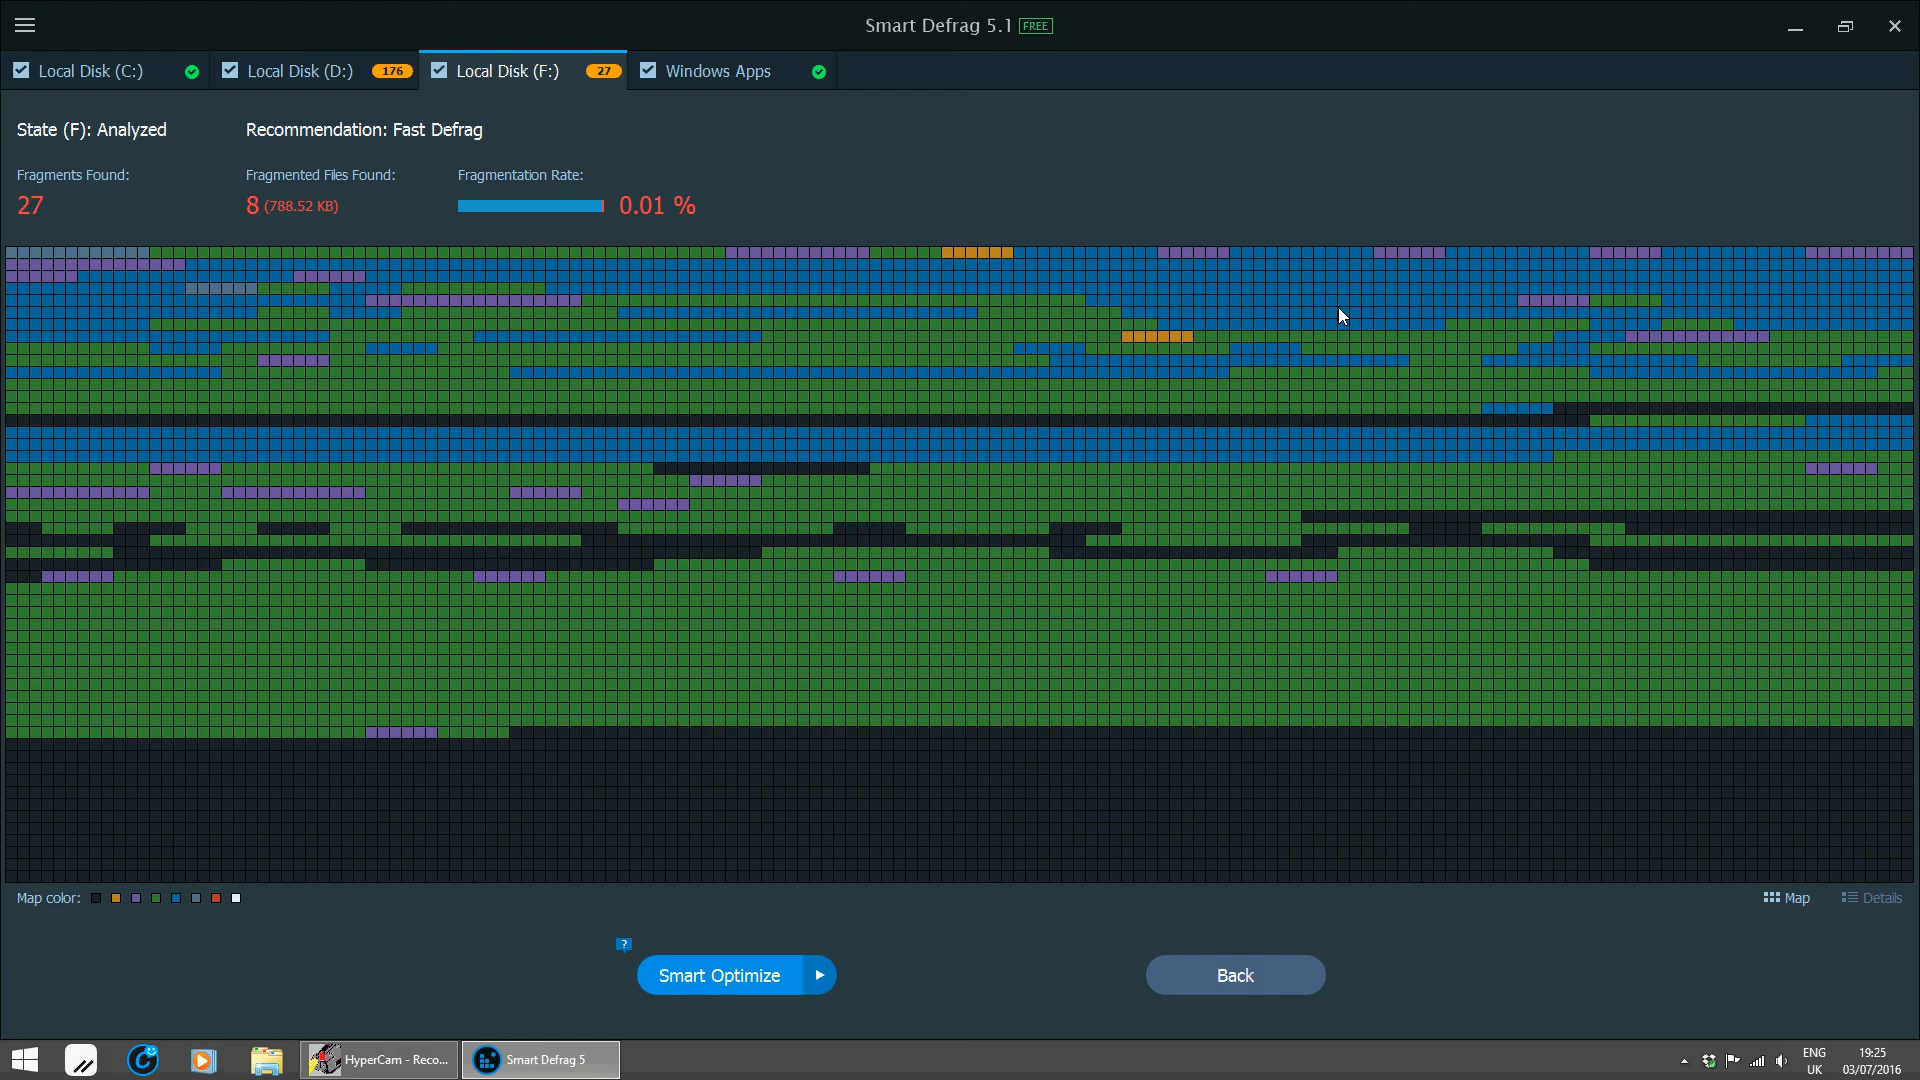 Smart Defrag 5.1 FREE
Local Disk (C:)
Local Disk (D:) 176
Local Disk (F:) 27
Windows Apps
State (F): Analyzed
Recommendation: Fast Defrag
Fragments Found:
Fragmented Files Found:
Fragmentation Rate:
27
8 (788.52 KB)
0.01 %
Map color:
Map
Details
?
Smart Optimize
Back
HyperCam - Reco...
Smart Defrag 5
ENG
UK
19:25
03/07/2016